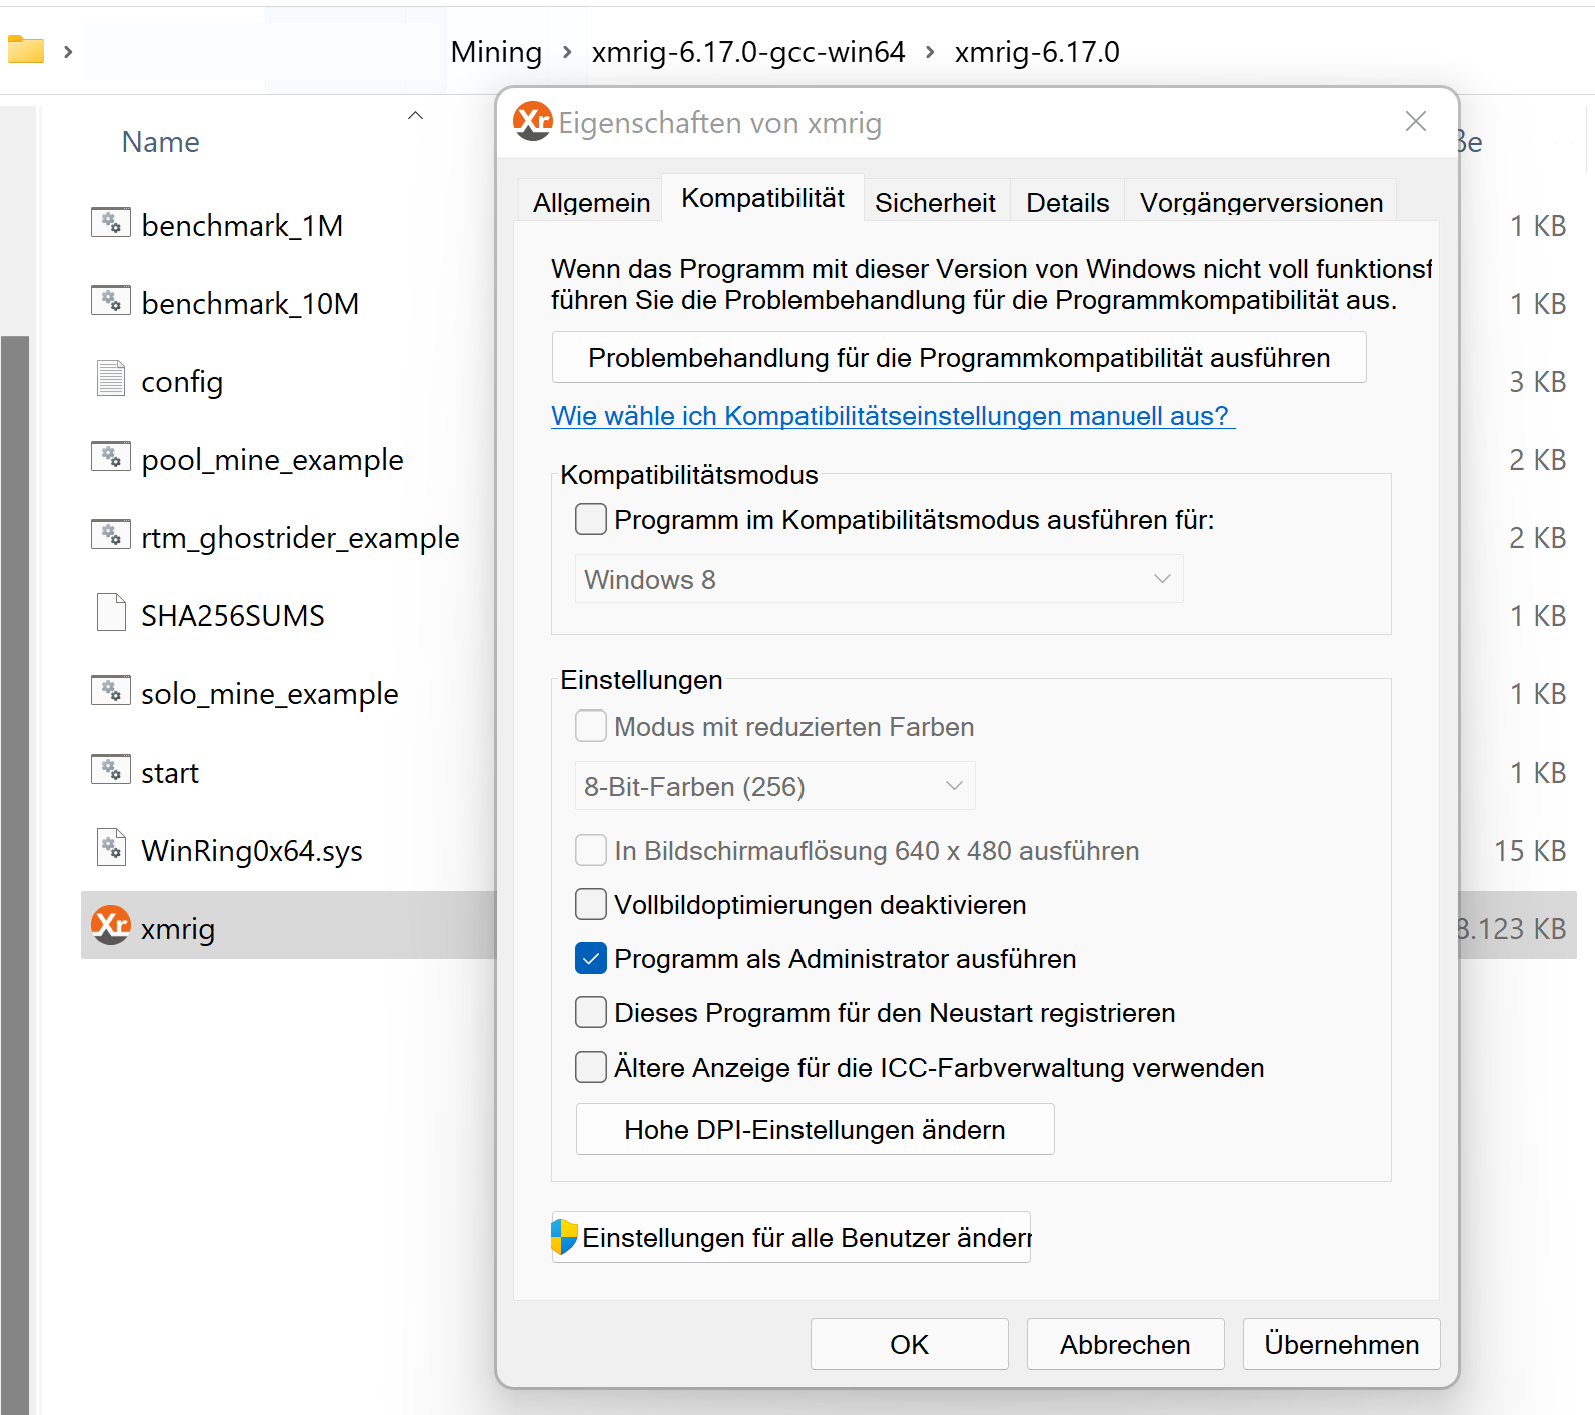 Mining > xmrig-6.17.0-gcc-win64 > xmrig-6.17.0
Name
benchmark_1M
1 KB
benchmark_10M
1 KB
config
3 KB
pool_mine_example
2 KB
rtm_ghostrider_example
2 KB
SHA256SUMS
1 KB
solo_mine_example
1 KB
start
1 KB
WinRing0x64.sys
15 KB
xmrig
8.123 KB
Xr Eigenschaften von xmrig
Allgemein Kompatibilität Sicherheit Details Vorgängerversionen
Wenn das Programm mit dieser Version von Windows nicht voll funktionsf
führen Sie die Problembehandlung für die Programmkompatibilität aus.
Problembehandlung für die Programmkompatibilität ausführen
Wie wähle ich Kompatibilitätseinstellungen manuell aus?
Kompatibilitätsmodus
Programm im Kompatibilitätsmodus ausführen für:
Windows 8
Einstellungen
Modus mit reduzierten Farben
8-Bit-Farben (256)
In Bildschirmauflösung 640 x 480 ausführen
Vollbildoptimierungen deaktivieren
Programm als Administrator ausführen
Dieses Programm für den Neustart registrieren
Ältere Anzeige für die ICC-Farbverwaltung verwenden
Hohe DPI-Einstellungen ändern
Einstellungen für alle Benutzer änder
OK Abbrechen Übernehmen